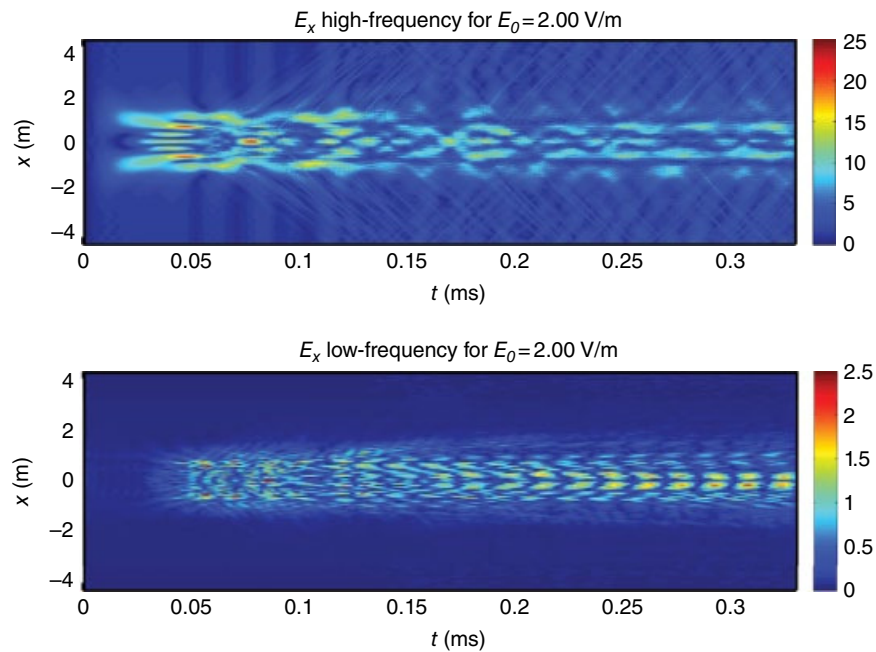 E_x high-frequency for E_0=2.00 V/m
4
2
0
−2
−4
x (m)
0 0.05 0.1 0.15 0.2 0.25 0.3
t (ms)
25
20
15
10
5
0
E_x low-frequency for E_0=2.00 V/m
4
2
0
−2
−4
x (m)
0 0.05 0.1 0.15 0.2 0.25 0.3
t (ms)
2.5
2
1.5
1
0.5
0